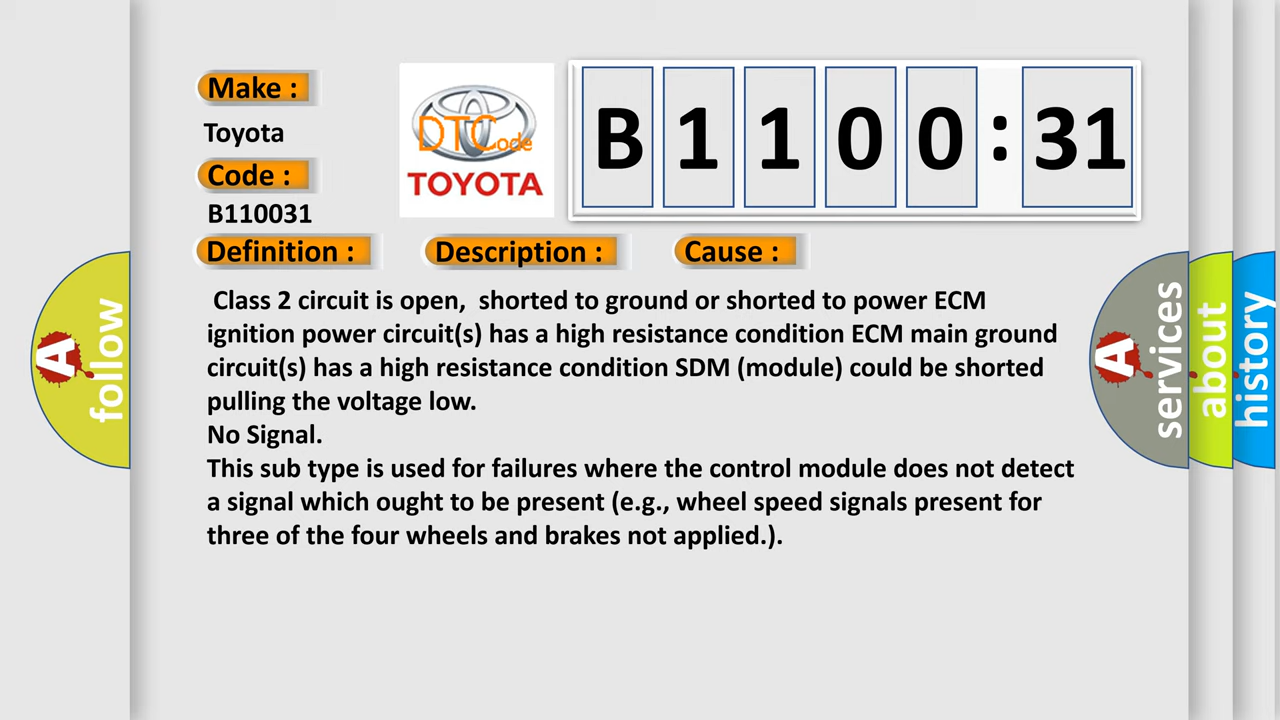 Make :
Toyota
Code :
B110031
DTCode
TOYOTA
B 1 1 0 0 : 31
Definition : Description : Cause :
Class 2 circuit is open, shorted to ground or shorted to power ECM
ignition power circuit(s) has a high resistance condition ECM main ground
circuit(s) has a high resistance condition SDM (module) could be shorted
pulling the voltage low.
No Signal.
This sub type is used for failures where the control module does not detect
a signal which ought to be present (e.g., wheel speed signals present for
three of the four wheels and brakes not applied.).
A
follow
A
services
about
history